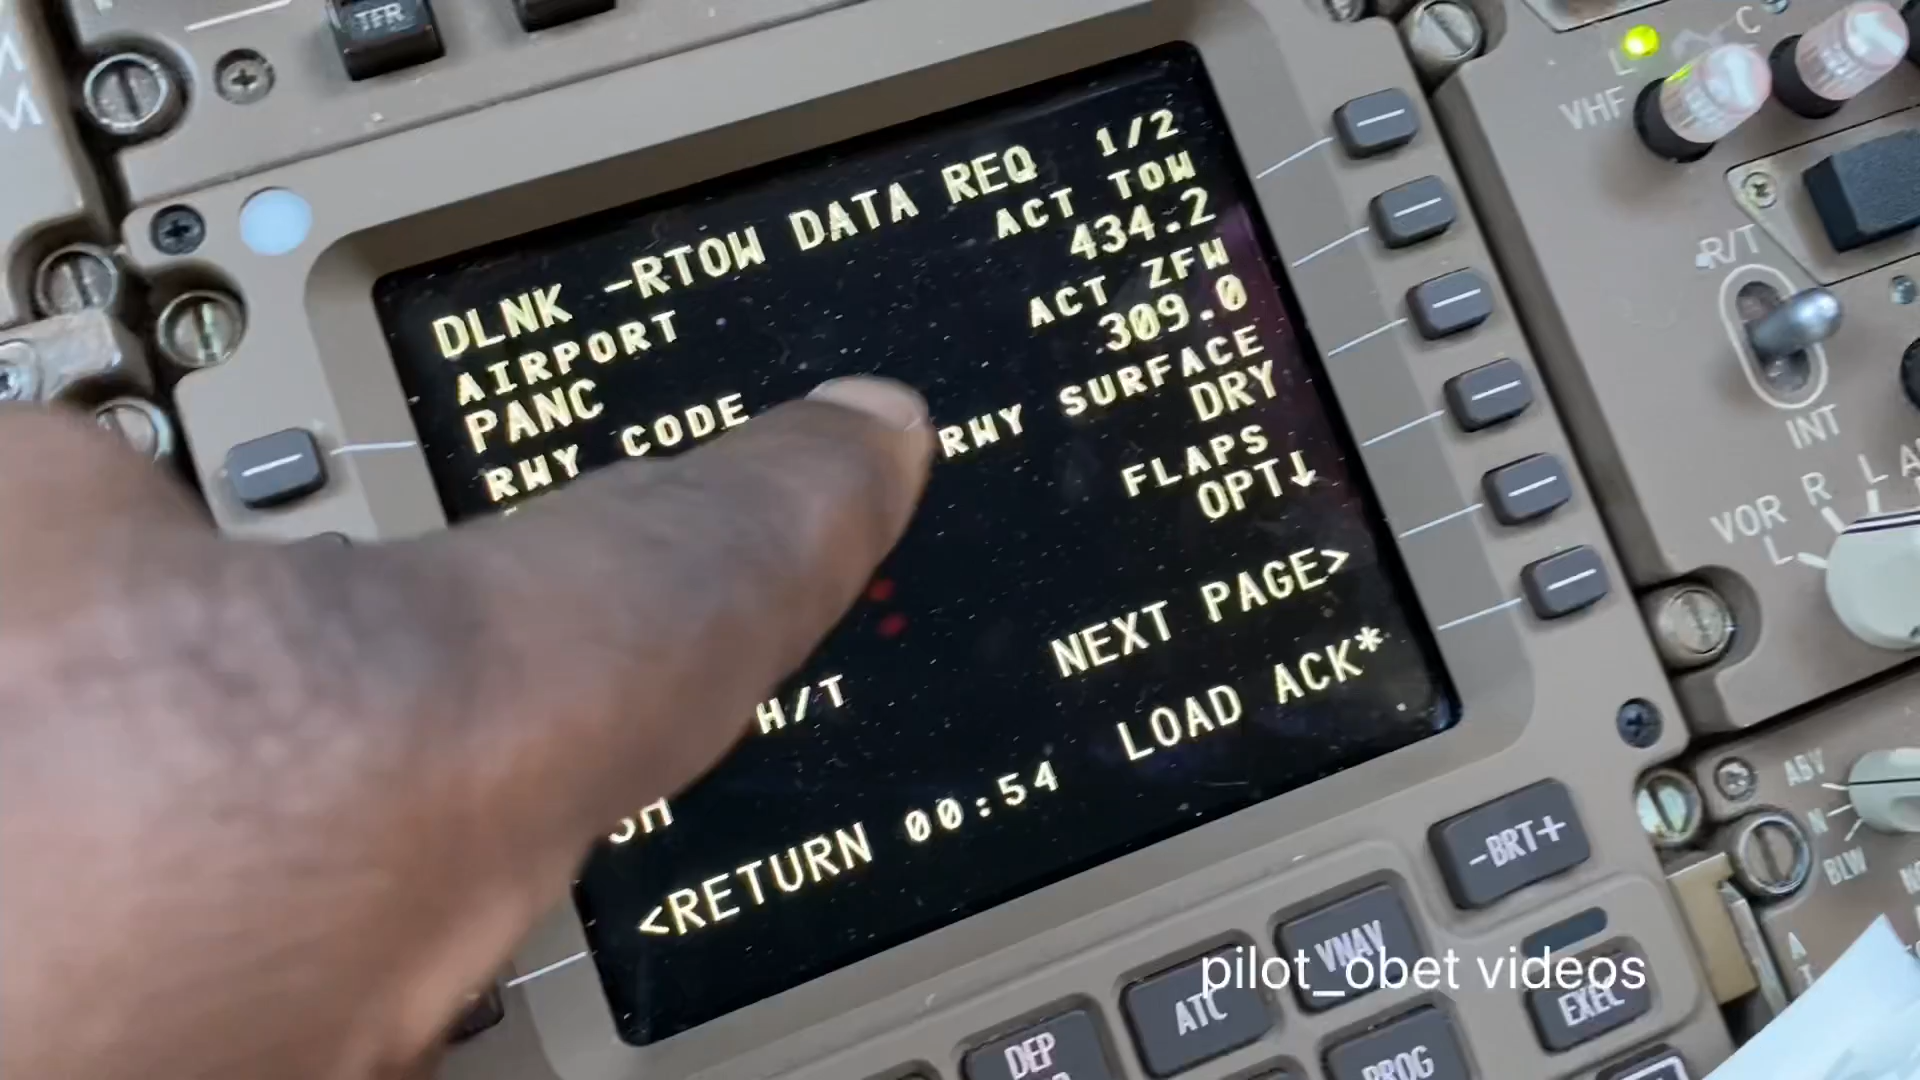 TFR
DLNK -RTOW DATA REQ 1/2
AIRPORT ACT TOW
PANC 434.2
RWY CODE ACT ZFW
309.0
RWY SURFACE
DRY
FLAPS
OPT↓
NEXT PAGE>
H/T
LOAD ACK*
<RETURN 00:54
-BRT+
VNAV
ATC
EXEC
DEP
PROG
pilot_obet videos
VHF
L
C
R/T
INT
VOR
L
R
L
ABV
N
BLW